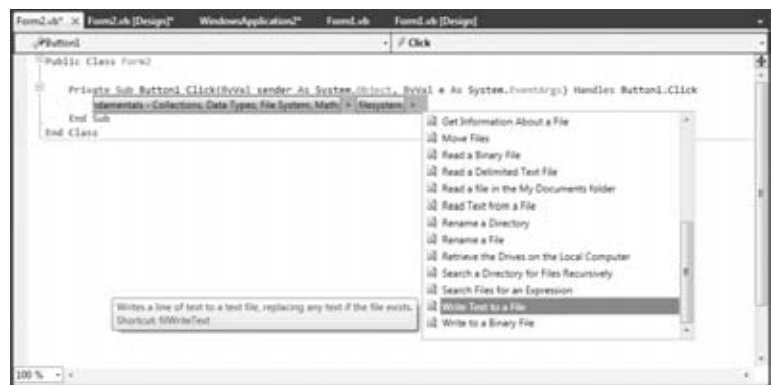 Form2.vb* × Form2.vb [Design]* WindowsApplication2* Form1.vb Form1.vb [Design]
Button1 Click
Public Class Form2
Private Sub Button1_Click(ByVal sender As System.Object, ByVal e As System.EventArgs) Handles Button1.Click
damentals - Collections, Data Types, File System, Math > filesystem >
End Sub
End Class
Get Information About a File
Move Files
Read a Binary File
Read a Delimited Text File
Read a file in the My Documents folder
Read Text from a File
Rename a Directory
Rename a File
Retrieve the Drives on the Local Computer
Search a Directory for Files Recursively
Search Files for an Expression
Write Text to a File
Write to a Binary File
Writes a line of text to a text file, replacing any text if the file exists.
Shortcut: filWriteText
100 %